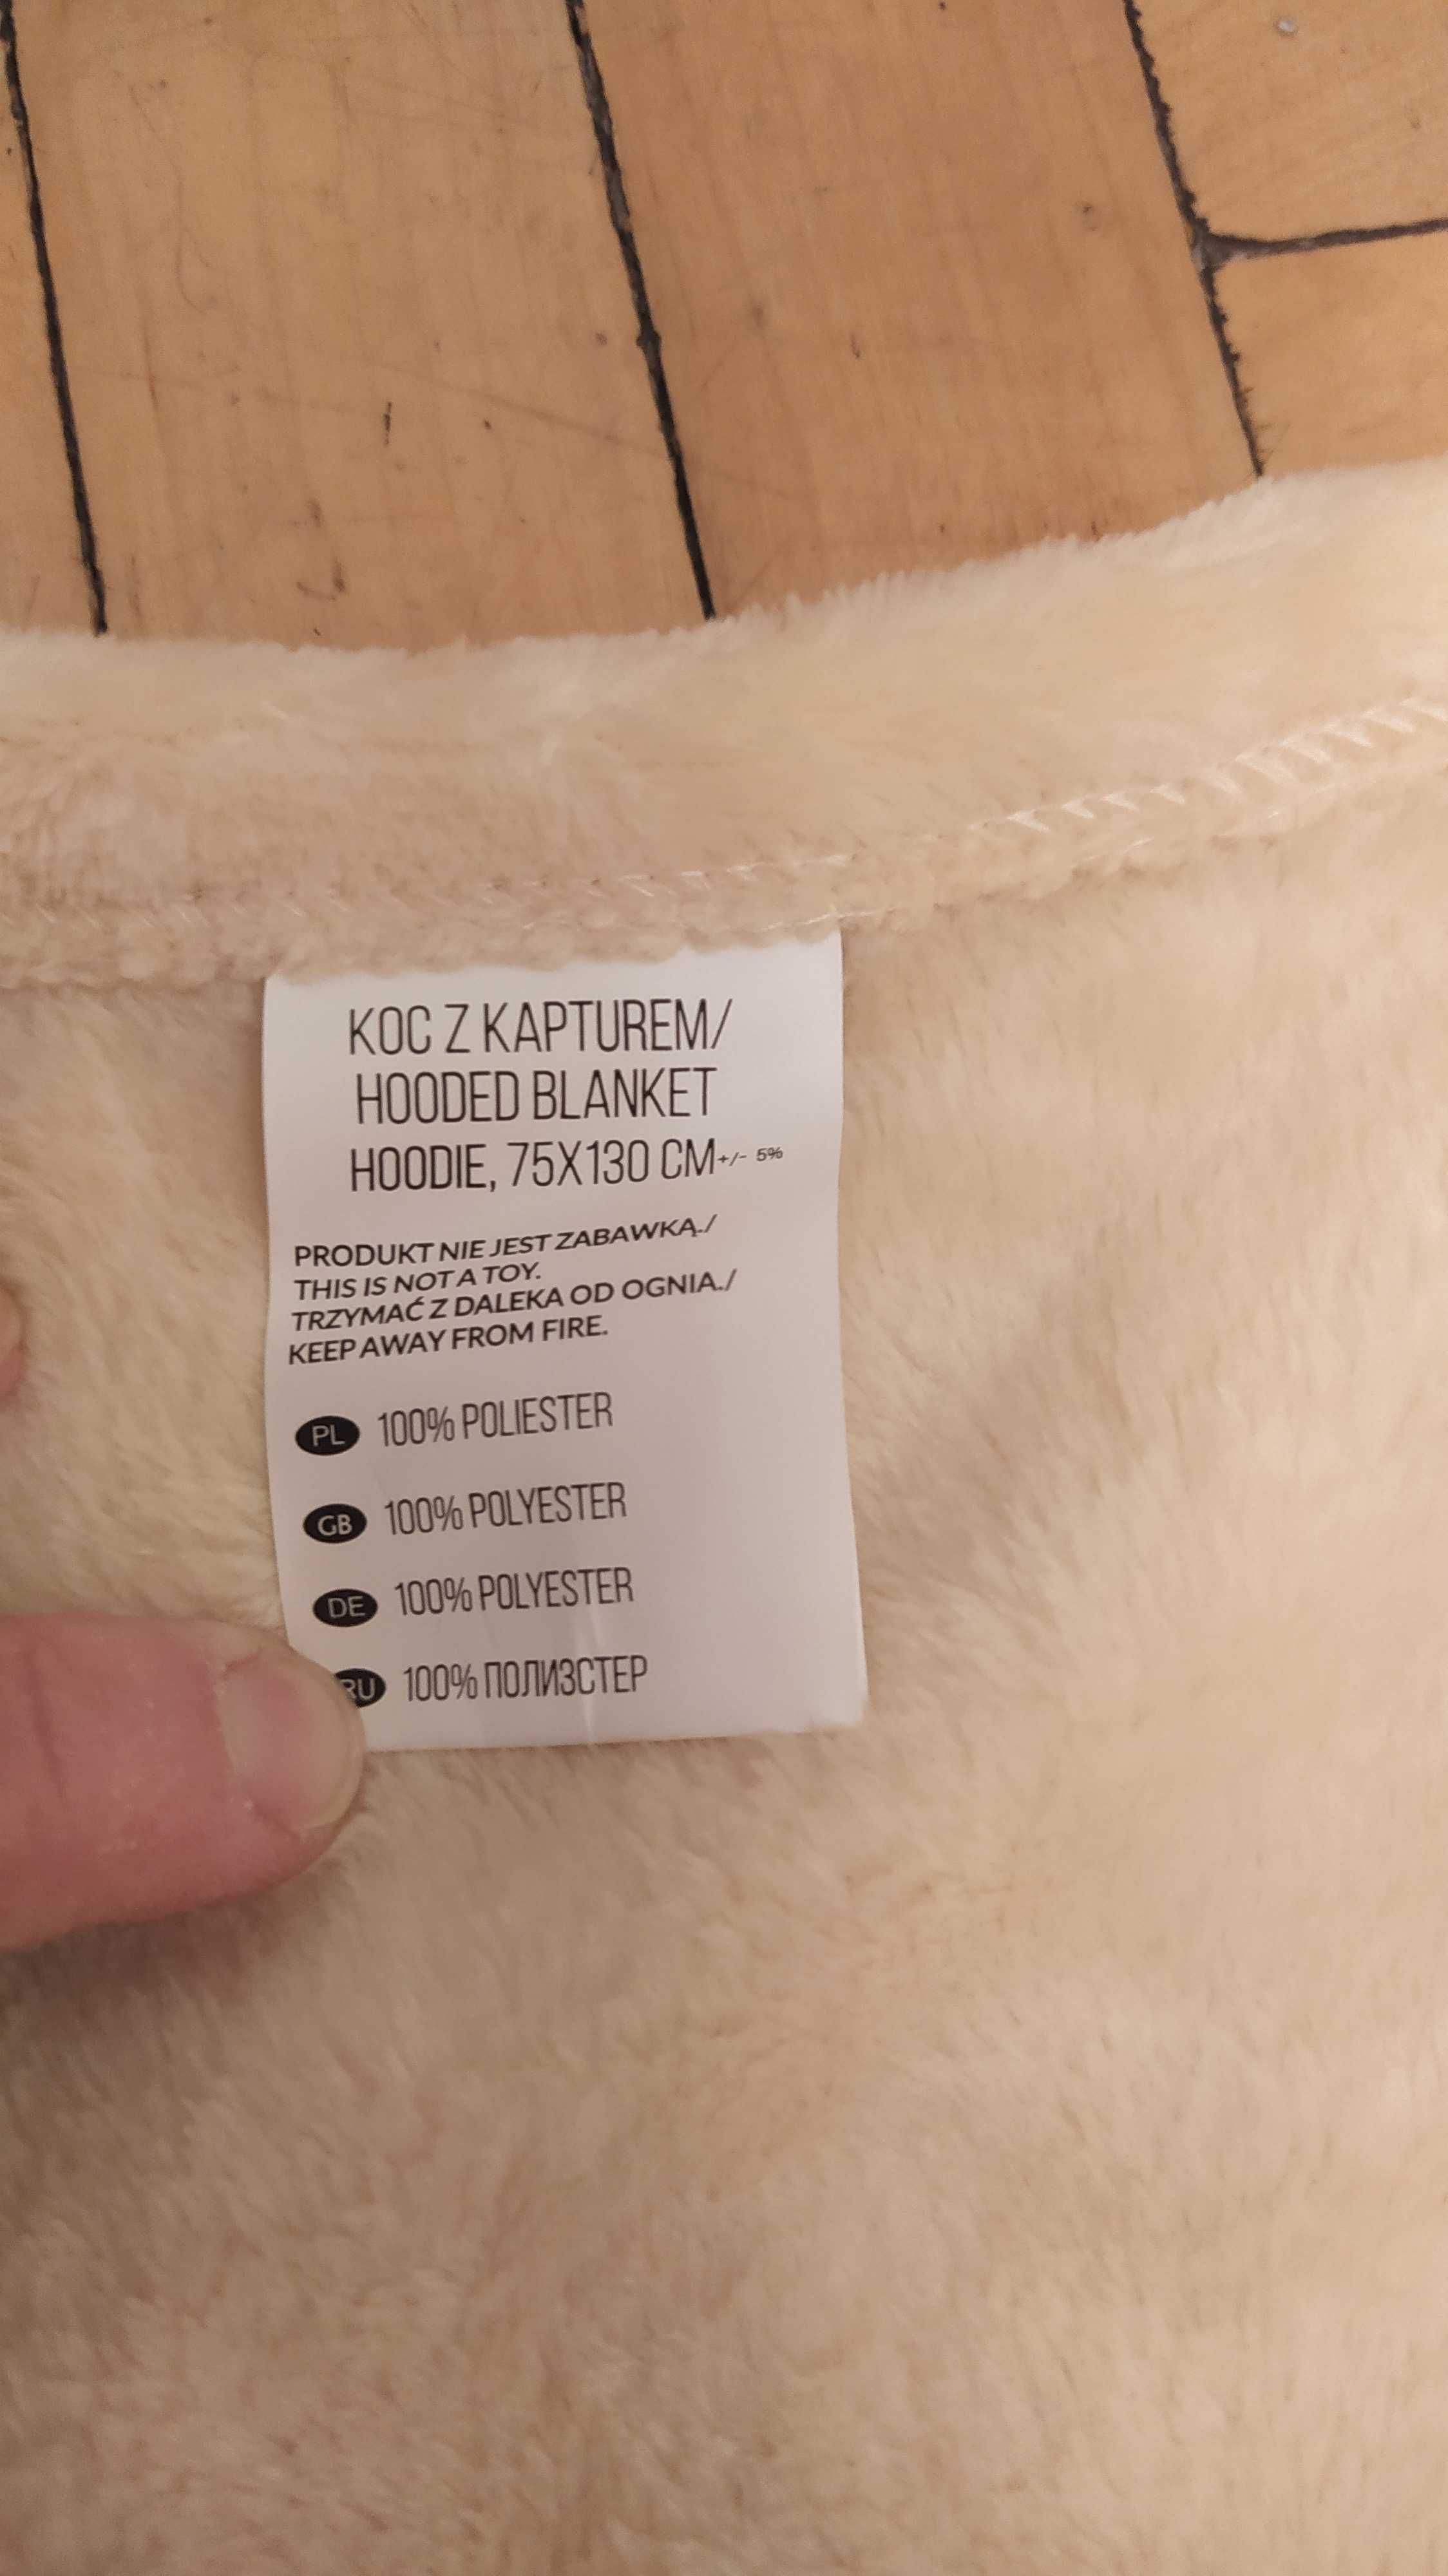 KOC Z KAPTUREM/
HOODED BLANKET
HOODIE, 75X130 CM+/- 5%
PRODUKT NIE JEST ZABAWKĄ./
THIS IS NOT A TOY.
TRZYMAĆ Z DALEKA OD OGNIA./
KEEP AWAY FROM FIRE.
PL 100% POLIESTER
GB 100% POLYESTER
DE 100% POLYESTER
RU 100% ПОЛИЗСТЕР